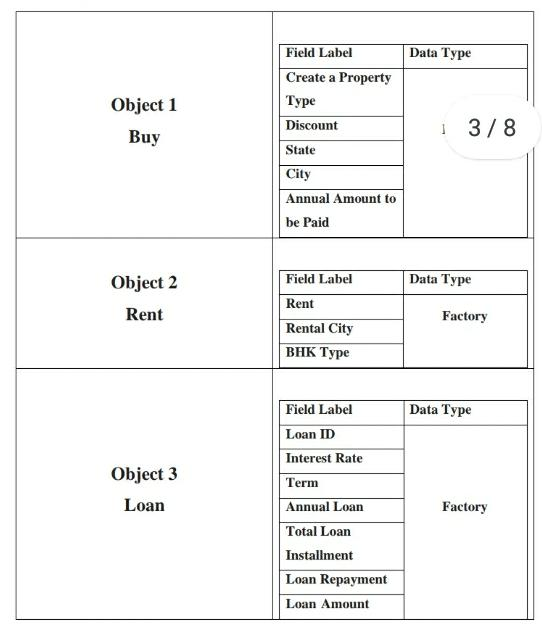 Object 1
Buy
Field Label Data Type
Create a Property
Type
Discount
State
City
Annual Amount to
be Paid
3 / 8
Object 2
Rent
Field Label Data Type
Rent
Factory
Rental City
BHK Type
Object 3
Loan
Field Label Data Type
Loan ID
Interest Rate
Term
Annual Loan Factory
Total Loan
Installment
Loan Repayment
Loan Amount